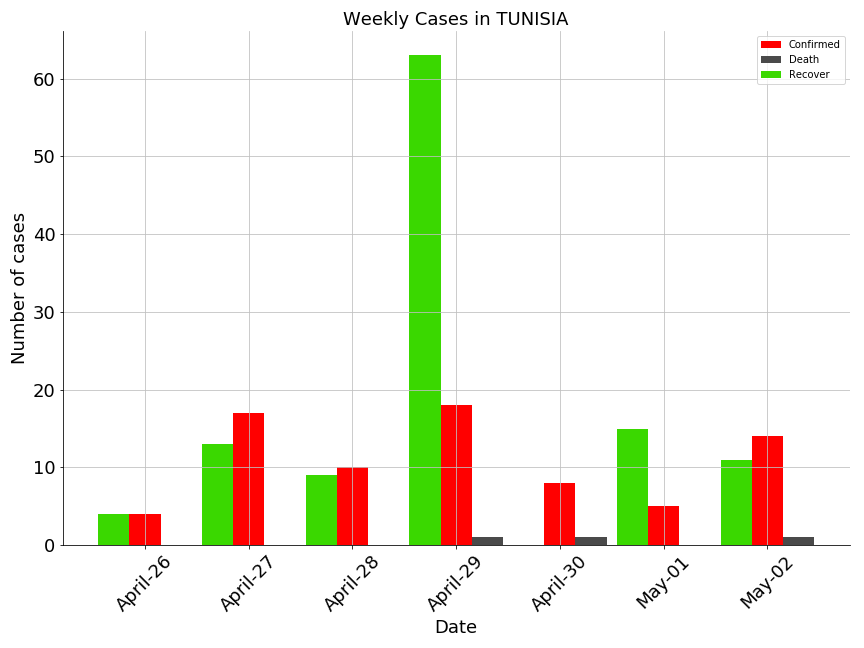 Weekly Cases in TUNISIA
Confirmed
Death
Recover
Number of cases
60
50
40
30
20
10
0
April-26
April-27
April-28
April-29
April-30
May-01
May-02
Date